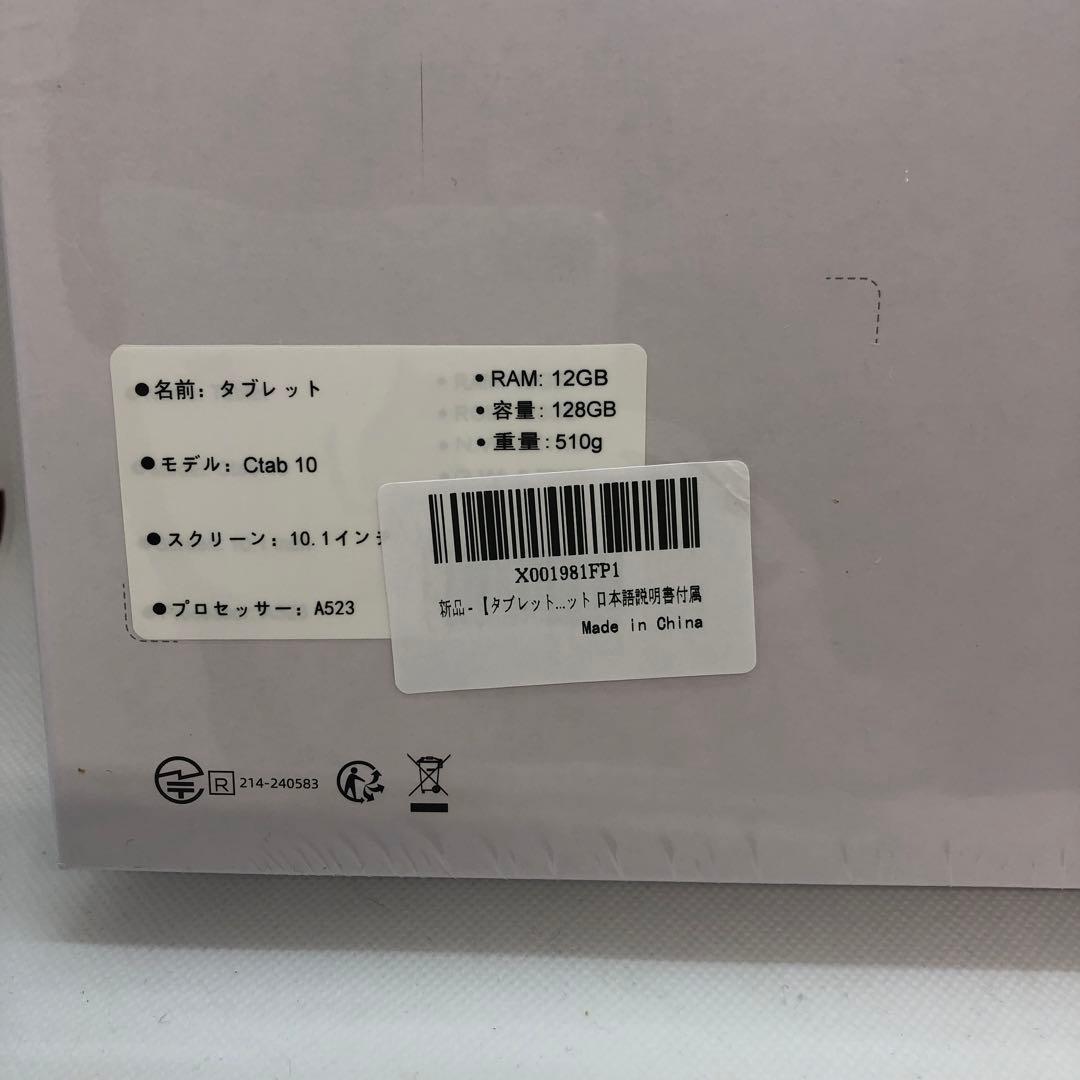 ●名前：タブレット
●モデル：Ctab 10
●スクリーン：10.1インチ
●プロセッサー：A523
• RAM: 12GB
• 容量：128GB
• 重量：510g
X001981FP1
新品 - 【タブレット...ット 日本語説明書付属
Made in China
R 214-240583